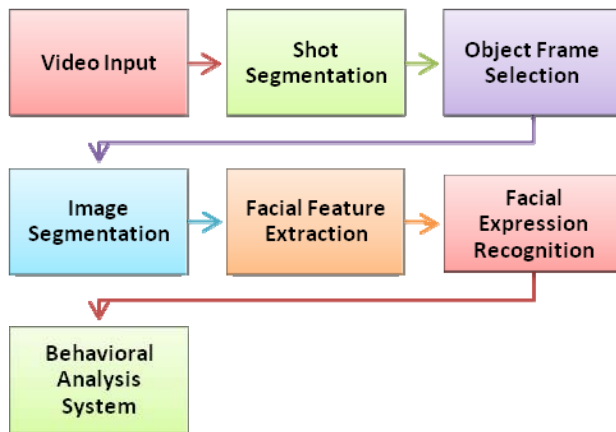 Video Input
Shot
Segmentation
Object Frame
Selection
Image
Segmentation
Facial Feature
Extraction
Facial
Expression
Recognition
Behavioral
Analysis
System